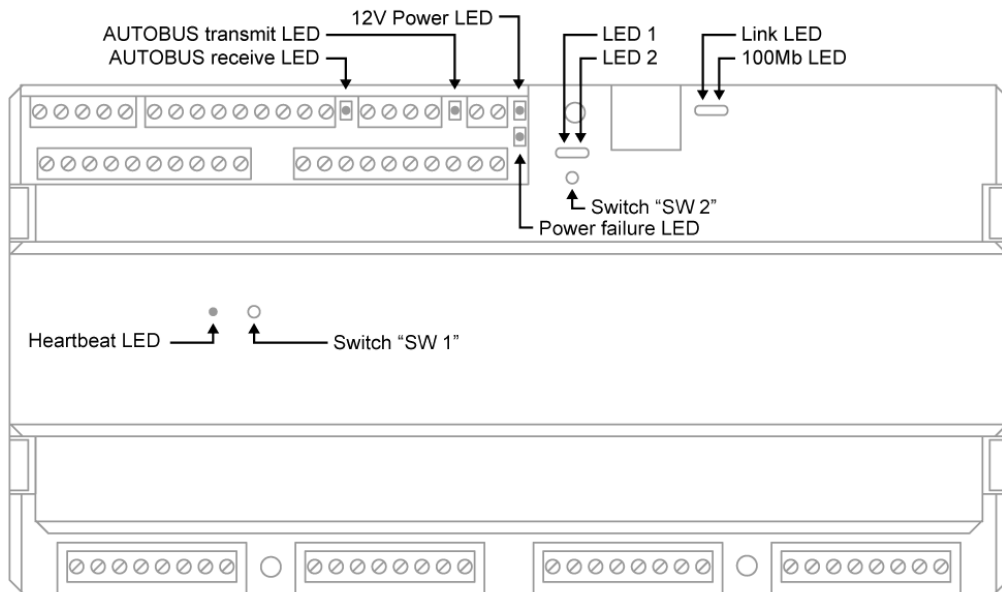 12V Power LED
AUTOBUS transmit LED
LED 1
Link LED
AUTOBUS receive LED
LED 2
100Mb LED
Switch “SW 2”
Power failure LED
Heartbeat LED
Switch “SW 1”